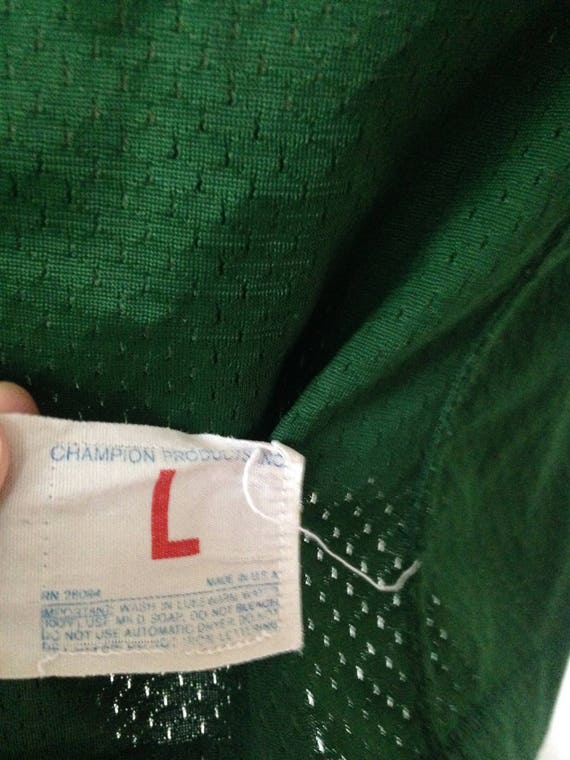 CHAMPION PRODUCTS INC.
L
MADE IN U.S.A.
RN 26094
IMPORTANT: WASH IN LUKEWARM WATER
MILD SOAP, DO NOT BLEACH
DO NOT USE AUTOMATIC DRYER DO NOT
LETTERING